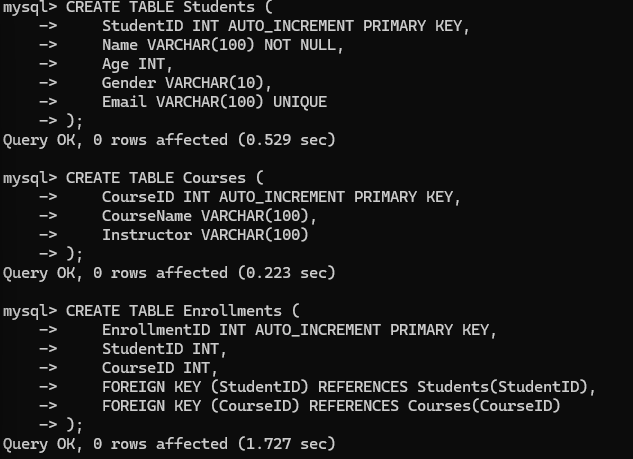 mysql> CREATE TABLE Students (
    ->     StudentID INT AUTO_INCREMENT PRIMARY KEY,
    ->     Name VARCHAR(100) NOT NULL,
    ->     Age INT,
    ->     Gender VARCHAR(10),
    ->     Email VARCHAR(100) UNIQUE
    -> );
Query OK, 0 rows affected (0.529 sec)

mysql> CREATE TABLE Courses (
    ->     CourseID INT AUTO_INCREMENT PRIMARY KEY,
    ->     CourseName VARCHAR(100),
    ->     Instructor VARCHAR(100)
    -> );
Query OK, 0 rows affected (0.223 sec)

mysql> CREATE TABLE Enrollments (
    ->     EnrollmentID INT AUTO_INCREMENT PRIMARY KEY,
    ->     StudentID INT,
    ->     CourseID INT,
    ->     FOREIGN KEY (StudentID) REFERENCES Students(StudentID),
    ->     FOREIGN KEY (CourseID) REFERENCES Courses(CourseID)
    -> );
Query OK, 0 rows affected (1.727 sec)